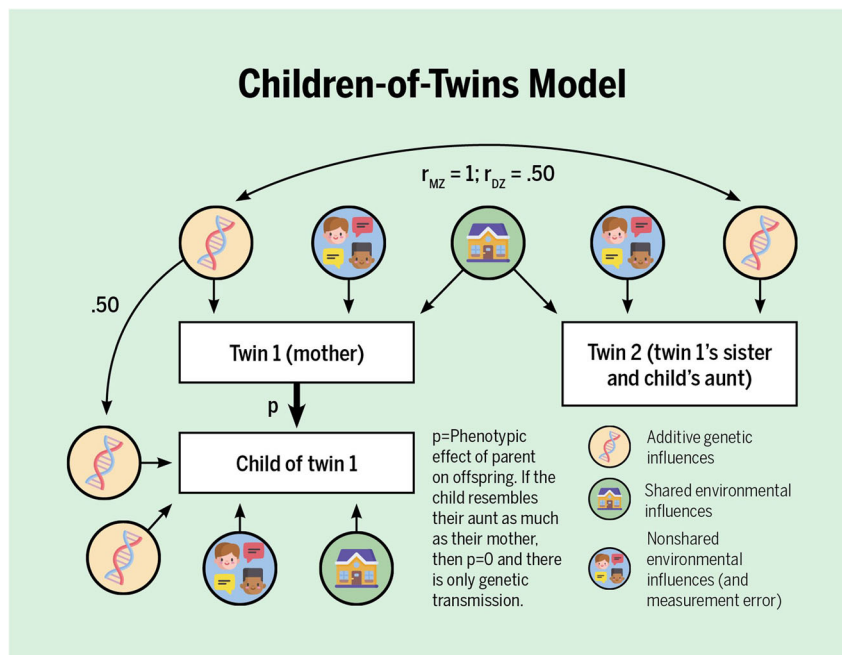 Children-of-Twins Model
r_MZ = 1; r_DZ = .50
.50
Twin 1 (mother)
Twin 2 (twin 1's sister
and child's aunt)
p
Child of twin 1
p=Phenotypic
effect of parent
on offspring. If the
child resembles
their aunt as much
as their mother,
then p=0 and there
is only genetic
transmission.
Additive genetic
influences
Shared environmental
influences
Nonshared
environmental
influences (and
measurement error)